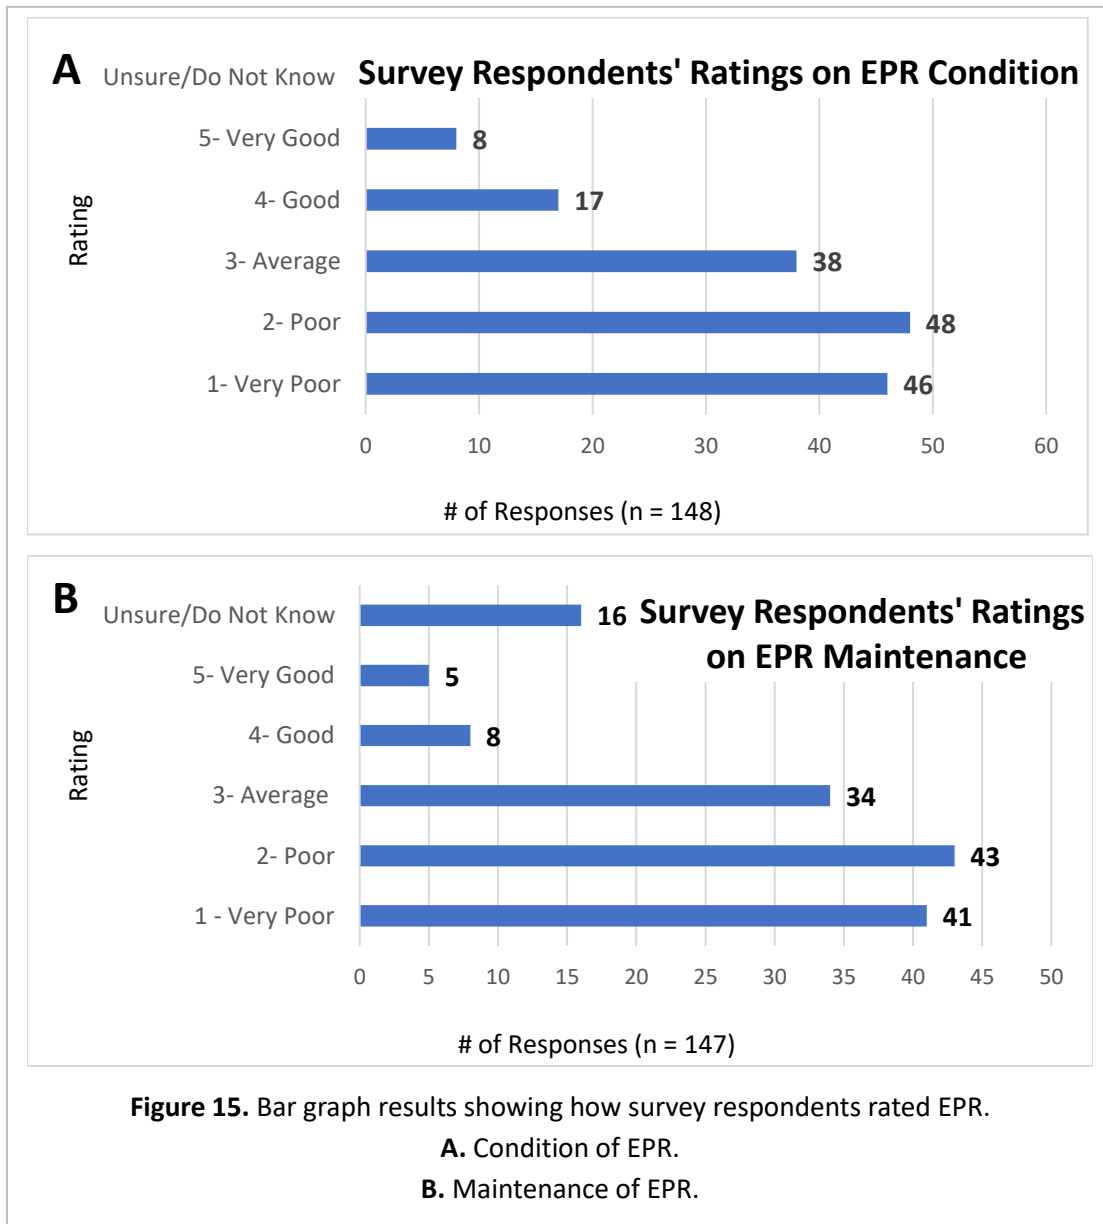 A
Survey Respondents' Ratings on EPR Condition
Unsure/Do Not Know
5- Very Good
8
4- Good
17
3- Average
38
2- Poor
48
1- Very Poor
46
Rating
0 10 20 30 40 50 60
# of Responses (n = 148)
B
Survey Respondents' Ratings
on EPR Maintenance
Unsure/Do Not Know
16
5- Very Good
5
4- Good
8
3- Average
34
2- Poor
43
1 - Very Poor
41
Rating
0 5 10 15 20 25 30 35 40 45 50
# of Responses (n = 147)
Figure 15. Bar graph results showing how survey respondents rated EPR.
A. Condition of EPR.
B. Maintenance of EPR.